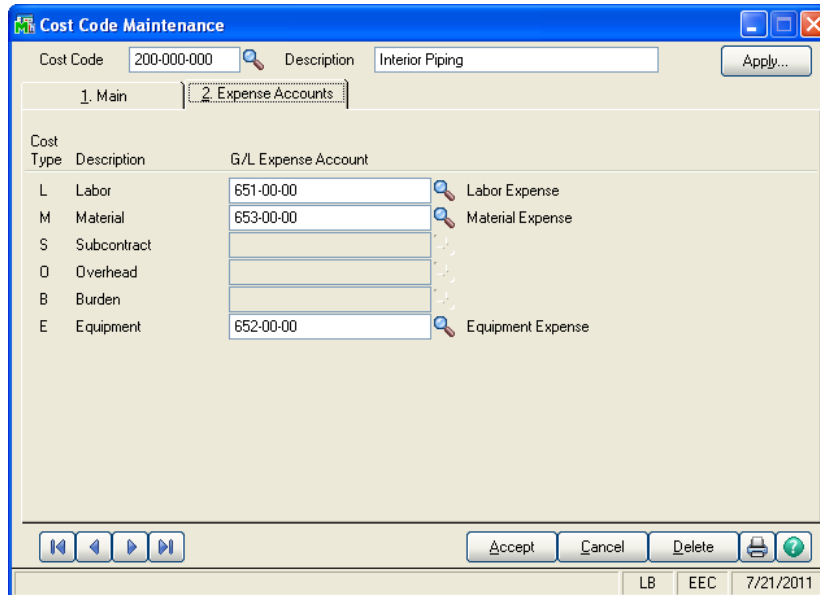 Cost Code Maintenance
Cost Code 200-000-000 Description Interior Piping Apply...
1. Main 2. Expense Accounts
Cost
Type Description G/L Expense Account
L Labor 651-00-00 Labor Expense
M Material 653-00-00 Material Expense
S Subcontract
O Overhead
B Burden
E Equipment 652-00-00 Equipment Expense
Accept Cancel Delete
LB EEC 7/21/2011